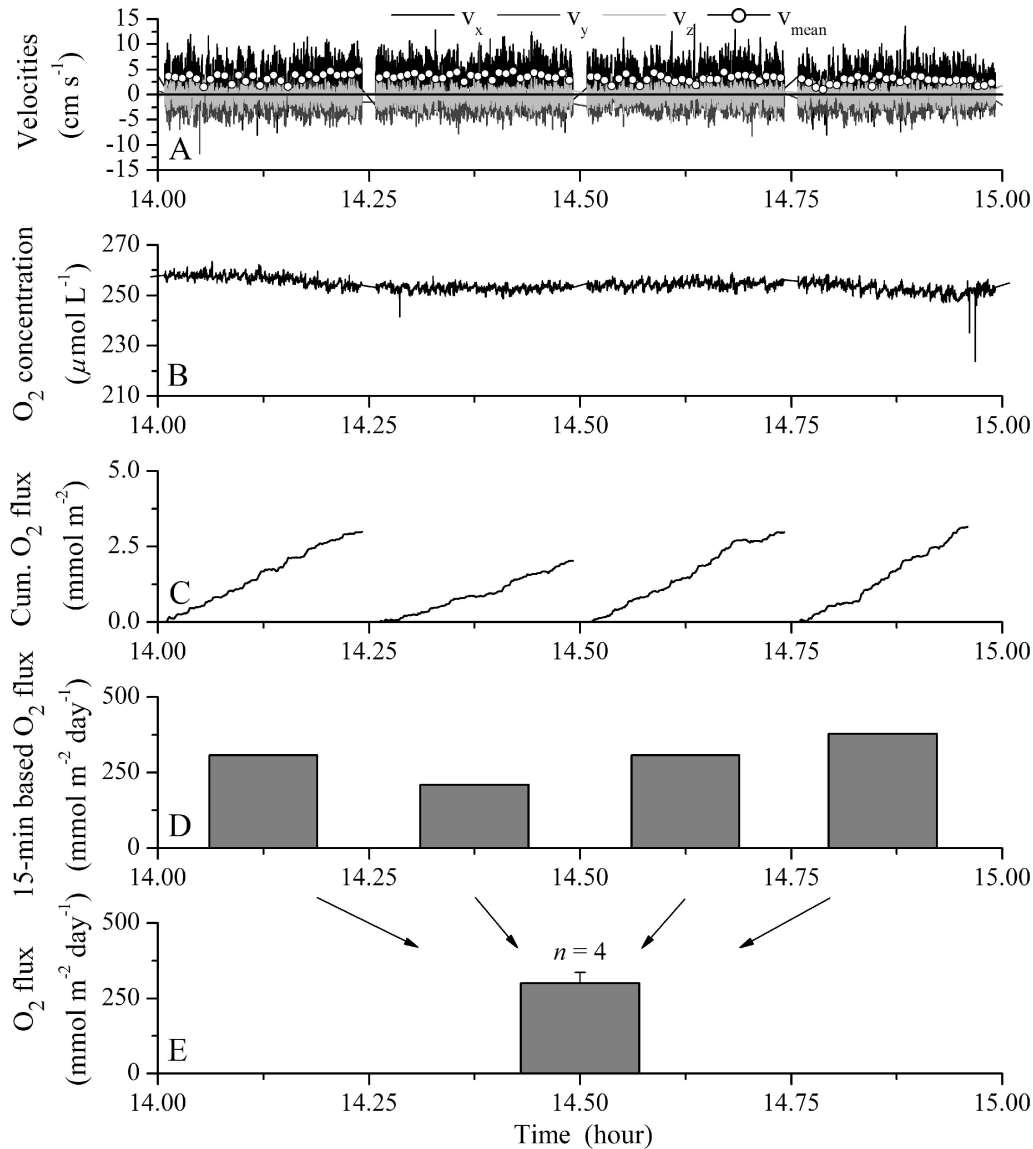 v_x v_y v_z v_mean
Velocities
(cm s⁻¹)
15
10
5
0
-5
-10
-15
A
14.00 14.25 14.50 14.75 15.00
O₂ concentration
(µmol L⁻¹)
270
250
230
210
B
14.00 14.25 14.50 14.75 15.00
Cum. O₂ flux
(mmol m⁻²)
5.0
2.5
0.0
C
14.00 14.25 14.50 14.75 15.00
15-min based O₂ flux
(mmol m⁻² day⁻¹)
500
250
0
D
14.00 14.25 14.50 14.75 15.00
O₂ flux
(mmol m⁻² day⁻¹)
500
250
0
n = 4
E
14.00 14.25 14.50 14.75 15.00
Time (hour)